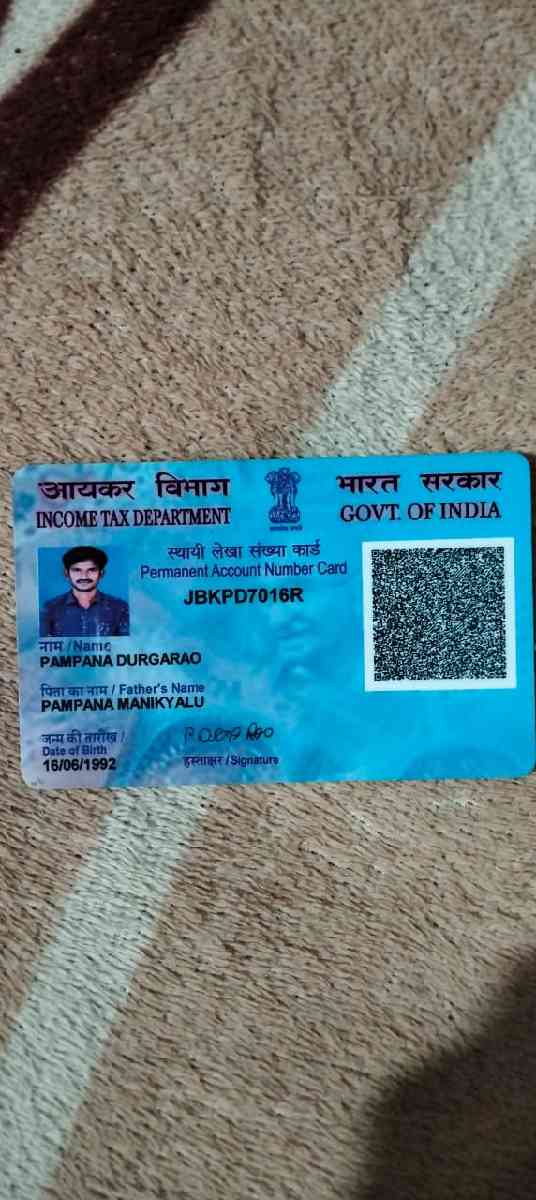 आयकर विभाग
INCOME TAX DEPARTMENT
भारत सरकार
GOVT. OF INDIA
स्थायी लेखा संख्या कार्ड
Permanent Account Number Card
JBKPD7016R
नाम / Name
PAMPANA DURGARAO
पिता का नाम / Father's Name
PAMPANA MANIKYALU
जन्म की तारीख /
Date of Birth
16/06/1992
हस्ताक्षर / Signature